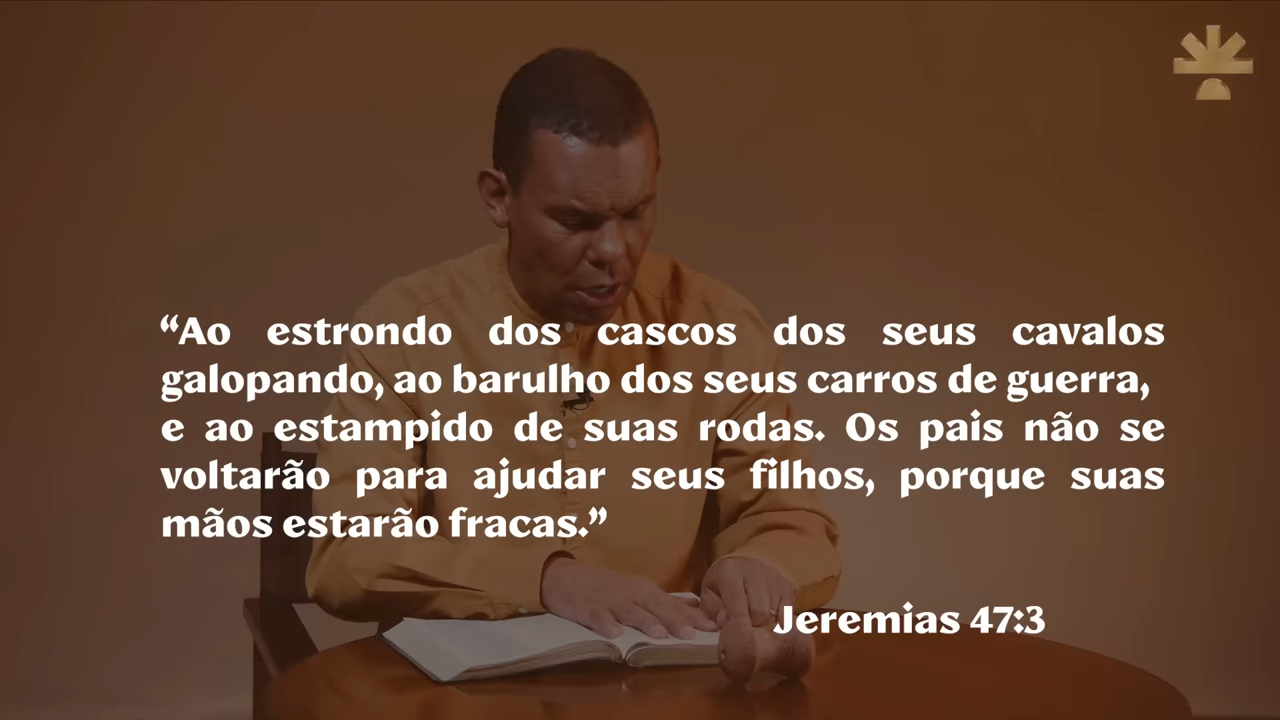 “Ao estrondo dos cascos dos seus cavalos
galopando, ao barulho dos seus carros de guerra,
e ao estampido de suas rodas. Os pais não se
voltarão para ajudar seus filhos, porque suas
mãos estarão fracas.”
Jeremias 47:3